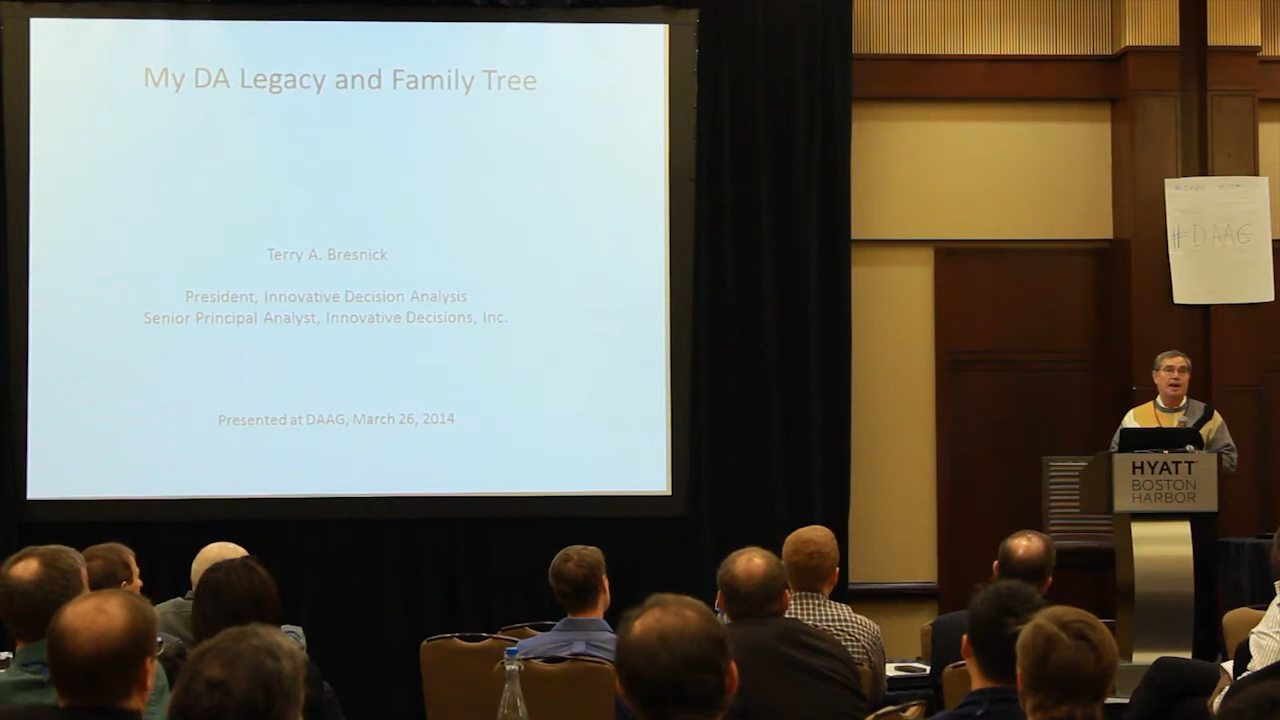 My DA Legacy and Family Tree
Terry A. Bresnick
President, Innovative Decision Analysis
Senior Principal Analyst, Innovative Decisions, Inc.
Presented at DAAG, March 26, 2014
#DAAG
HYATT
BOSTON
HARBOR